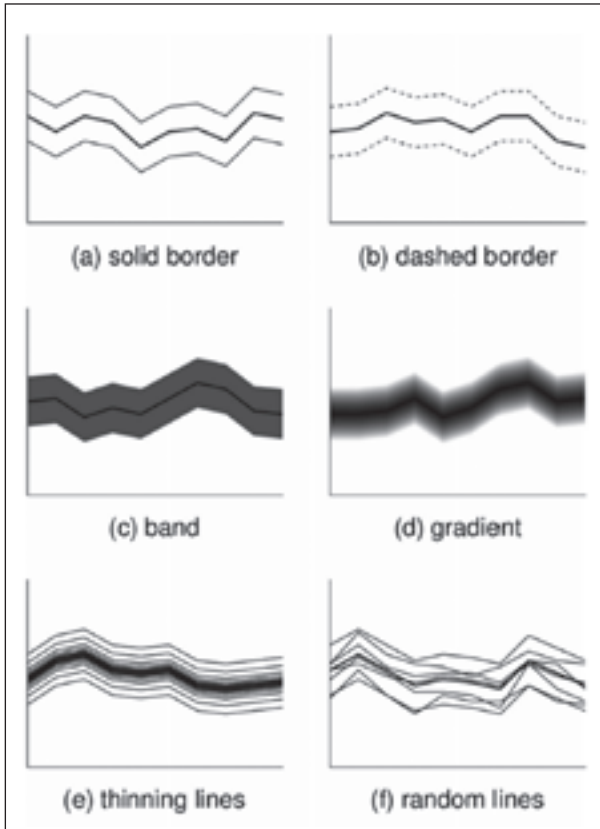 (a) solid border
(b) dashed border
(c) band
(d) gradient
(e) thinning lines
(f) random lines